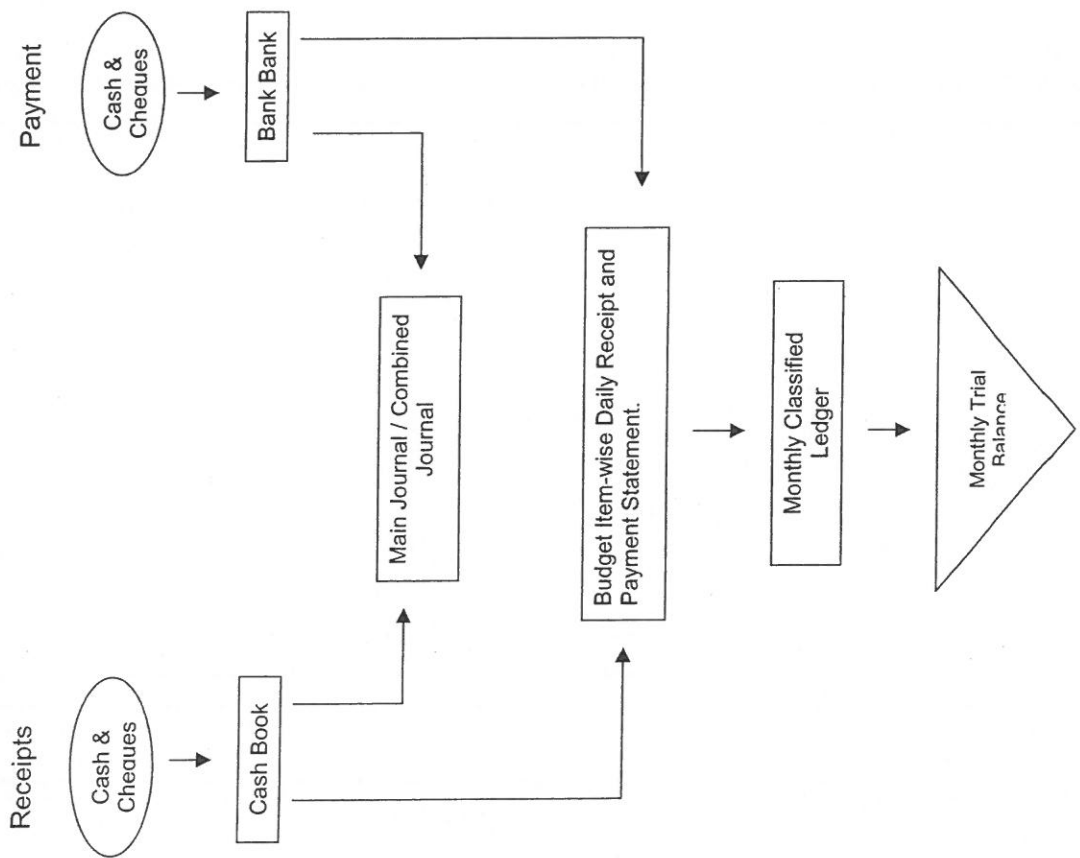 Receipts
Payment
Cash &
Cheques
Cash &
Cheques
Cash Book
Bank Bank
Main Journal / Combined
Journal
Budget Item-wise Daily Receipt and
Payment Statement.
Monthly Classified
Ledger
Monthly Trial
Balance